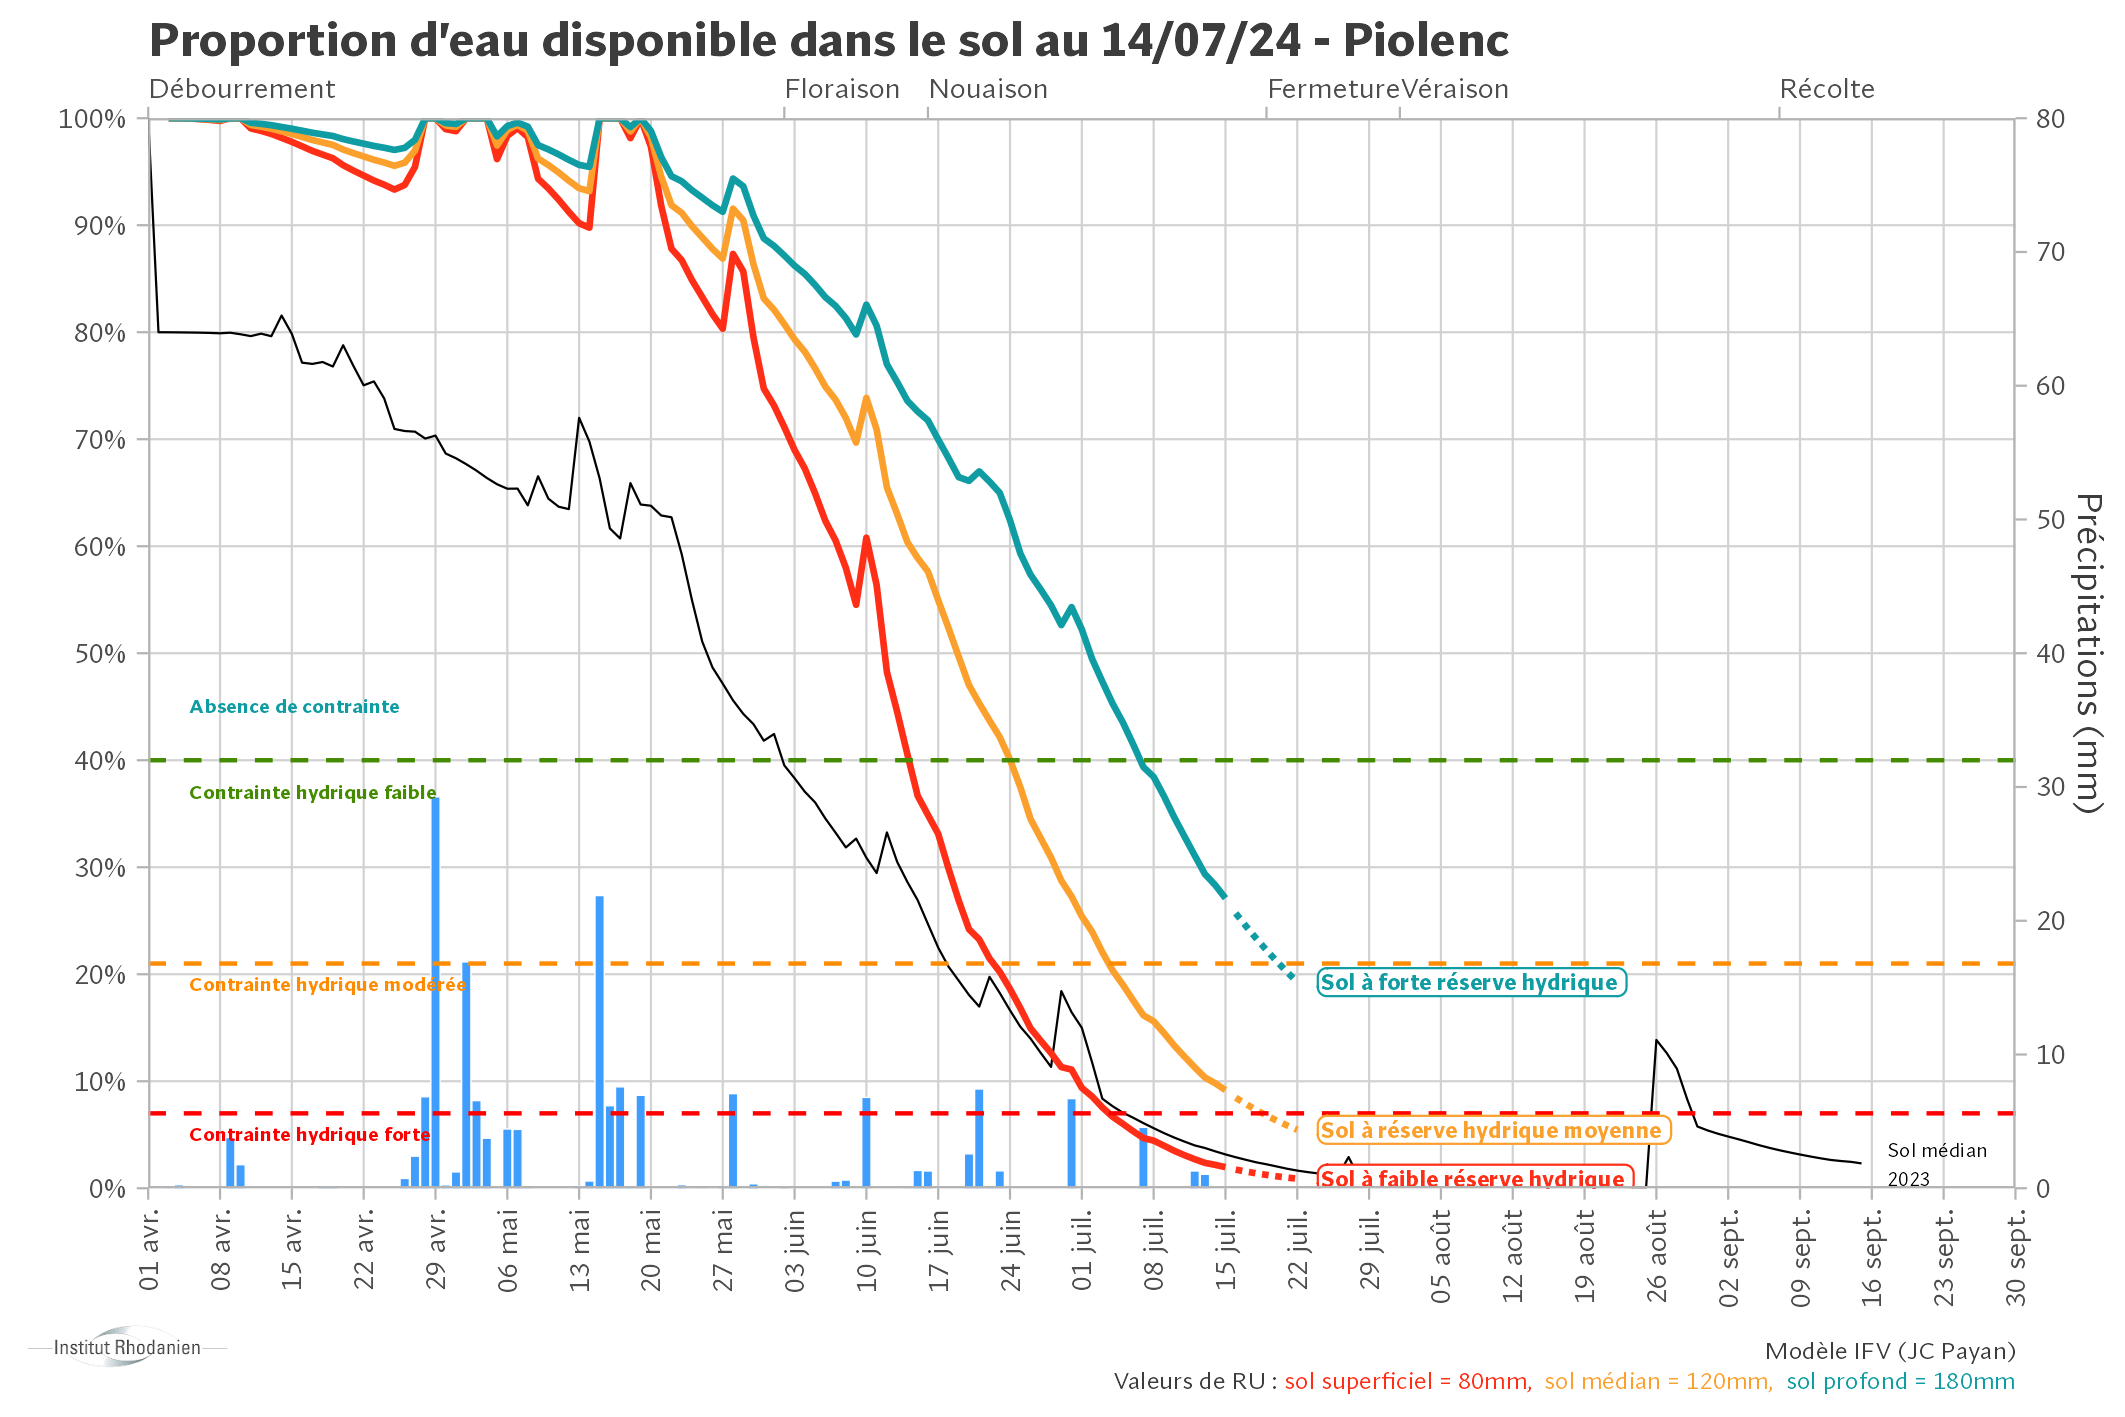 Proportion d'eau disponible dans le sol au 14/07/24 - Piolenc
Débourrement Floraison Nouaison Fermeture Véraison Récolte
100% 80
90%
70
80%
70%
60
60%
50
50%
40
Précipitations (mm)
Absence de contrainte
40%
Contrainte hydrique faible
30
30%
20
20%
Contrainte hydrique modérée
Sol à forte réserve hydrique
10%
10
Contrainte hydrique forte
Sol à réserve hydrique moyenne
Sol médian
2023
Sol à faible réserve hydrique
0% 0
01 avr. 08 avr. 15 avr. 22 avr. 29 avr. 06 mai 13 mai 20 mai 27 mai 03 juin 10 juin 17 juin 24 juin 01 juil. 08 juil. 15 juil. 22 juil. 29 juil. 05 août 12 août 19 août 26 août 02 sept. 09 sept. 16 sept. 23 sept. 30 sept.
Institut Rhodanien
Modèle IFV (JC Payan)
Valeurs de RU : sol superficiel = 80mm, sol médian = 120mm, sol profond = 180mm